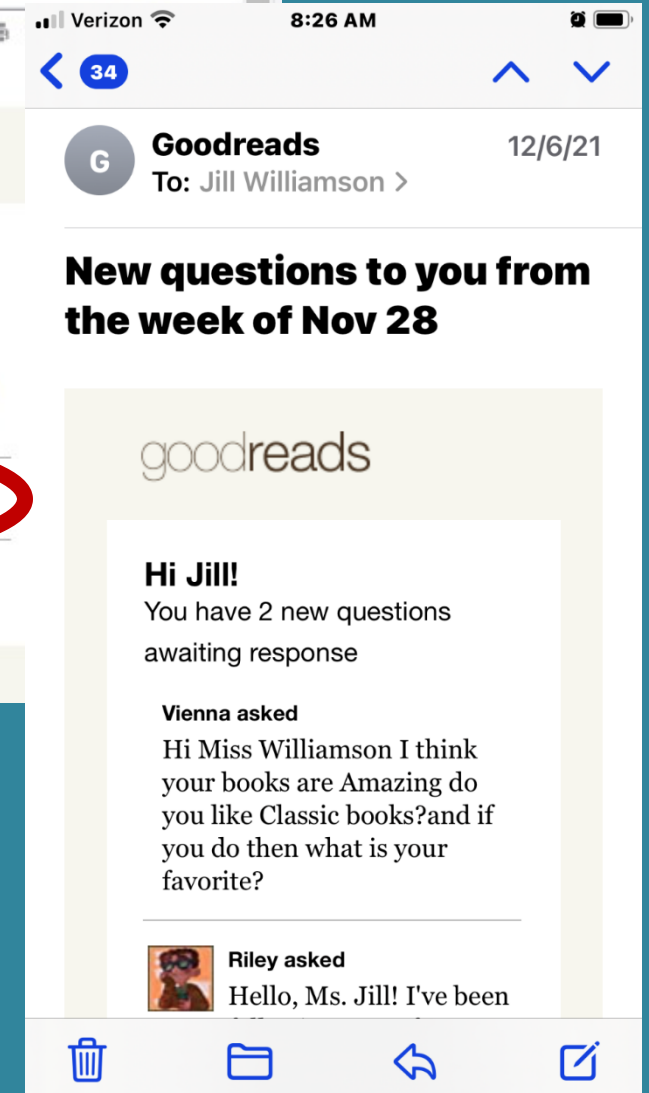 Verizon 8:26 AM
34
G
Goodreads 12/6/21
To: Jill Williamson >
New questions to you from
the week of Nov 28
goodreads
Hi Jill!
You have 2 new questions
awaiting response
Vienna asked
Hi Miss Williamson I think
your books are Amazing do
you like Classic books?and if
you do then what is your
favorite?
Riley asked
Hello, Ms. Jill! I've been